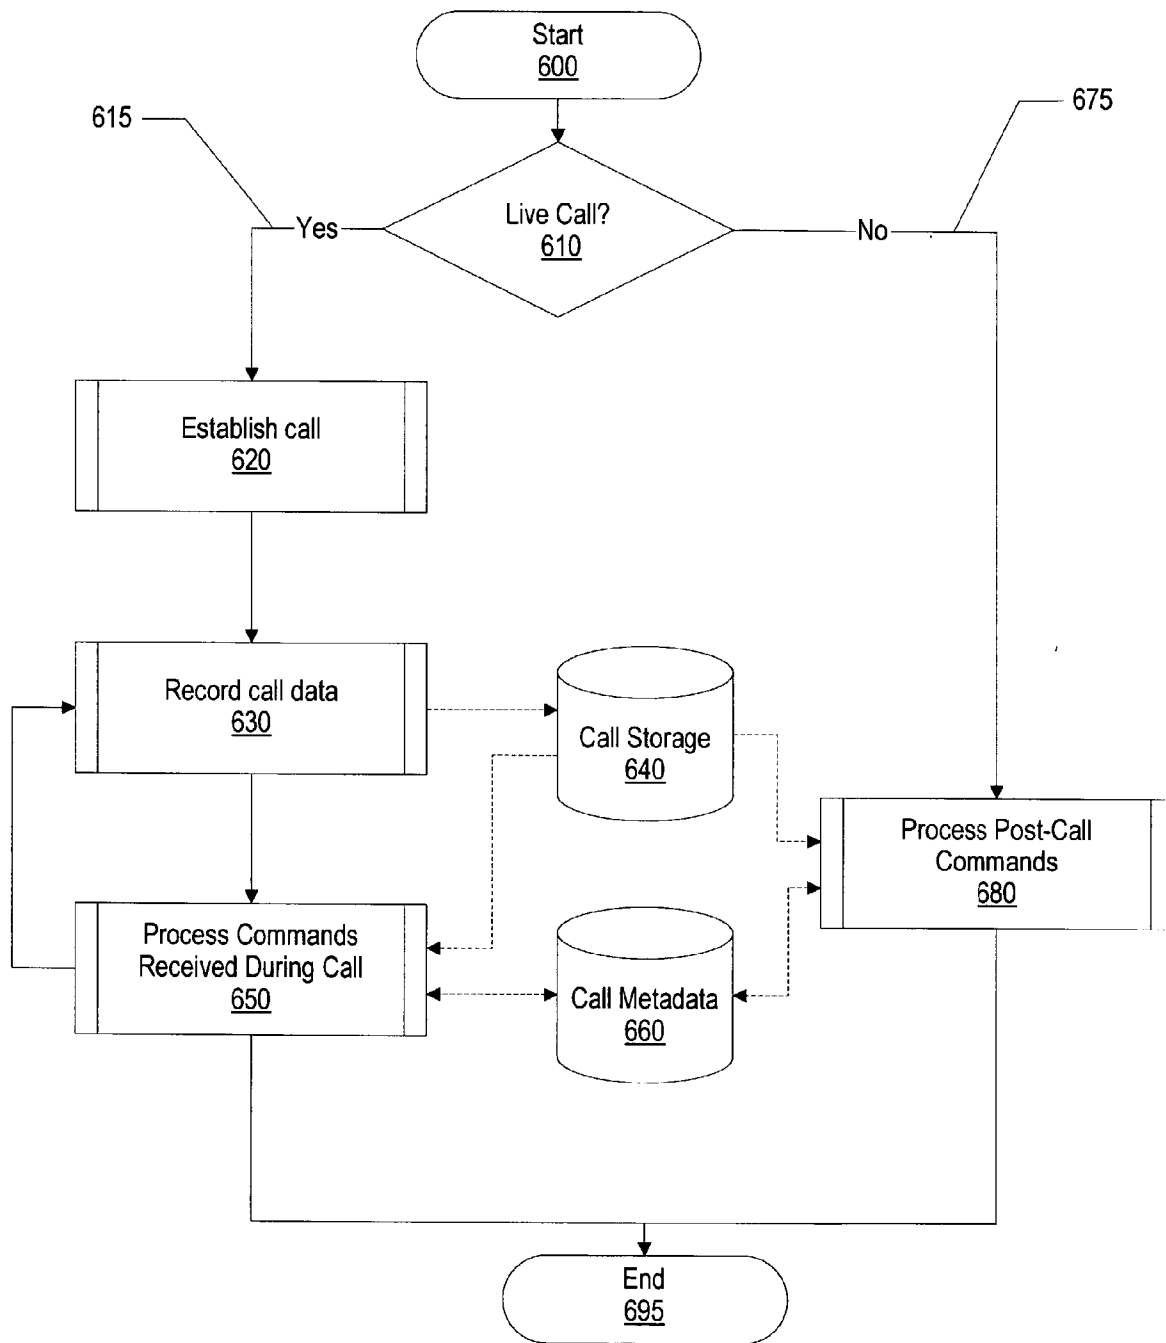 Start
600
615
675
Live Call?
610
Yes
No
Establish call
620
Record call data
630
Call Storage
640
Process Post-Call
Commands
680
Process Commands
Received During Call
650
Call Metadata
660
End
695